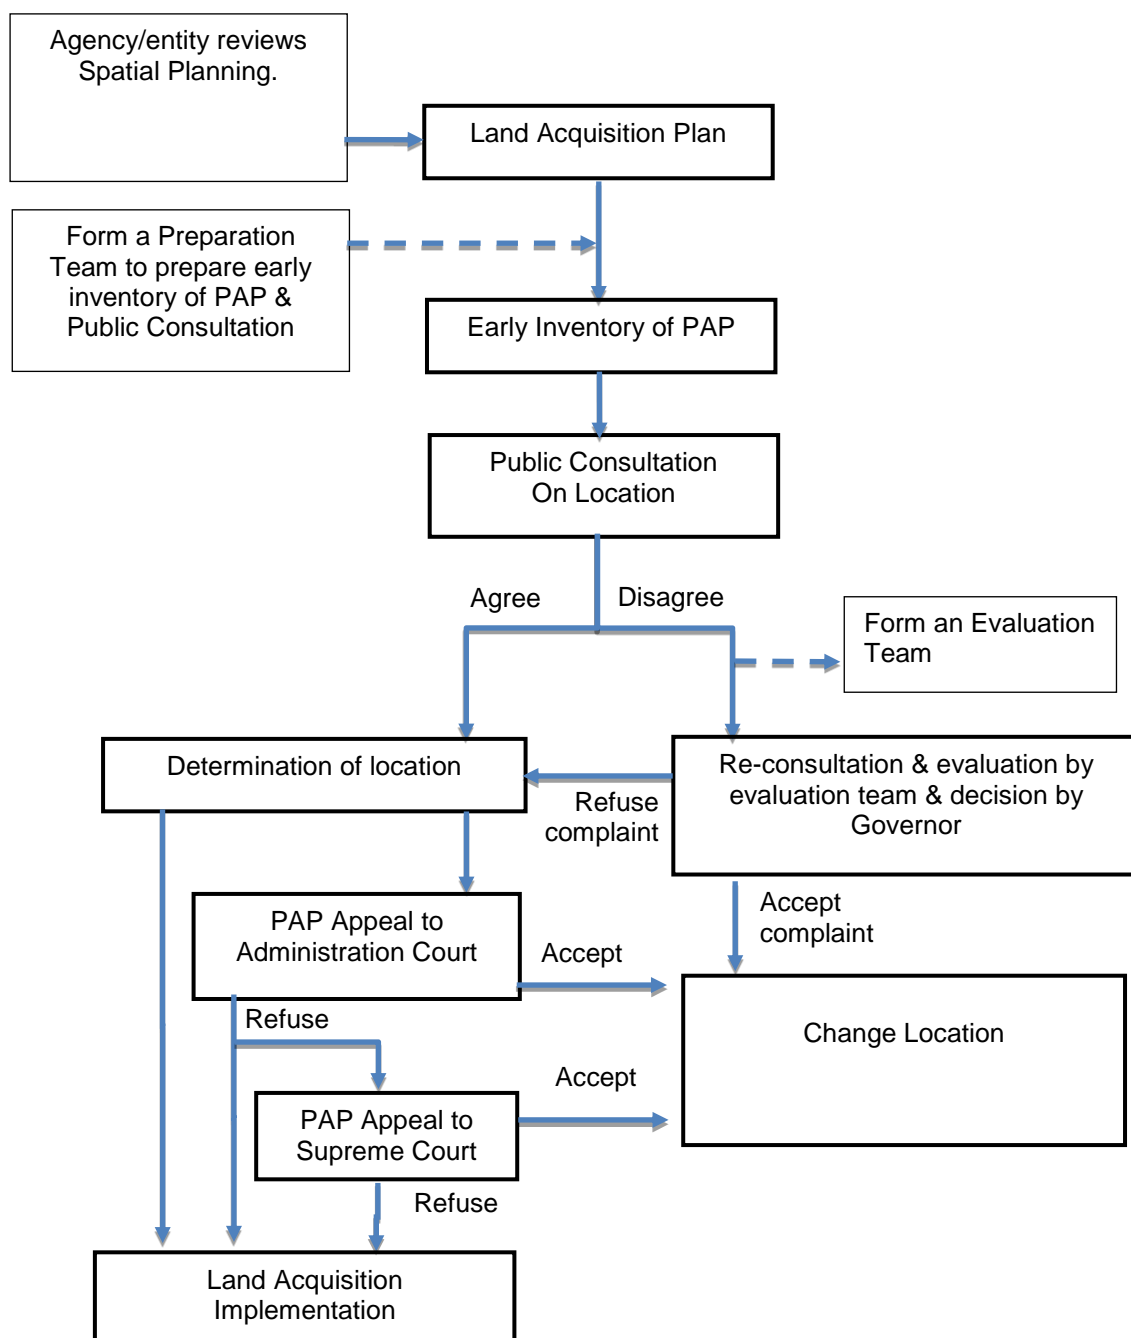 Agency/entity reviews
Spatial Planning.
Land Acquisition Plan
Form a Preparation
Team to prepare early
inventory of PAP &
Public Consultation
Early Inventory of PAP
Public Consultation
On Location
Agree
Disagree
Form an Evaluation
Team
Determination of location
Re-consultation & evaluation by
evaluation team & decision by
Governor
Refuse
complaint
Accept
complaint
PAP Appeal to
Administration Court
Accept
Refuse
Change Location
PAP Appeal to
Supreme Court
Accept
Refuse
Land Acquisition
Implementation